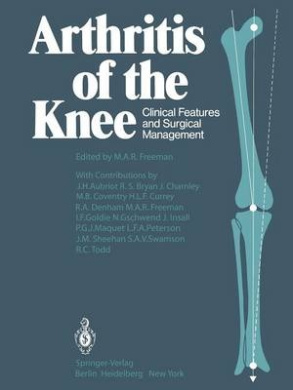 Arthritis
of the
Knee
Clinical Features
and Surgical
Management
Edited by M.A.R. Freeman
With Contributions by
J.H.Aubriot R.S.Bryan J.Charnley
M.B. Coventry H.L.F. Currey
R.A. Denham M.A.R. Freeman
I.F.Goldie N.Gschwend J. Insall
P.G.J.Maquet L.F.A.Peterson
J.M. Sheehan S.A.V. Swanson
R.C. Todd
Springer-Verlag
Berlin Heidelberg New York